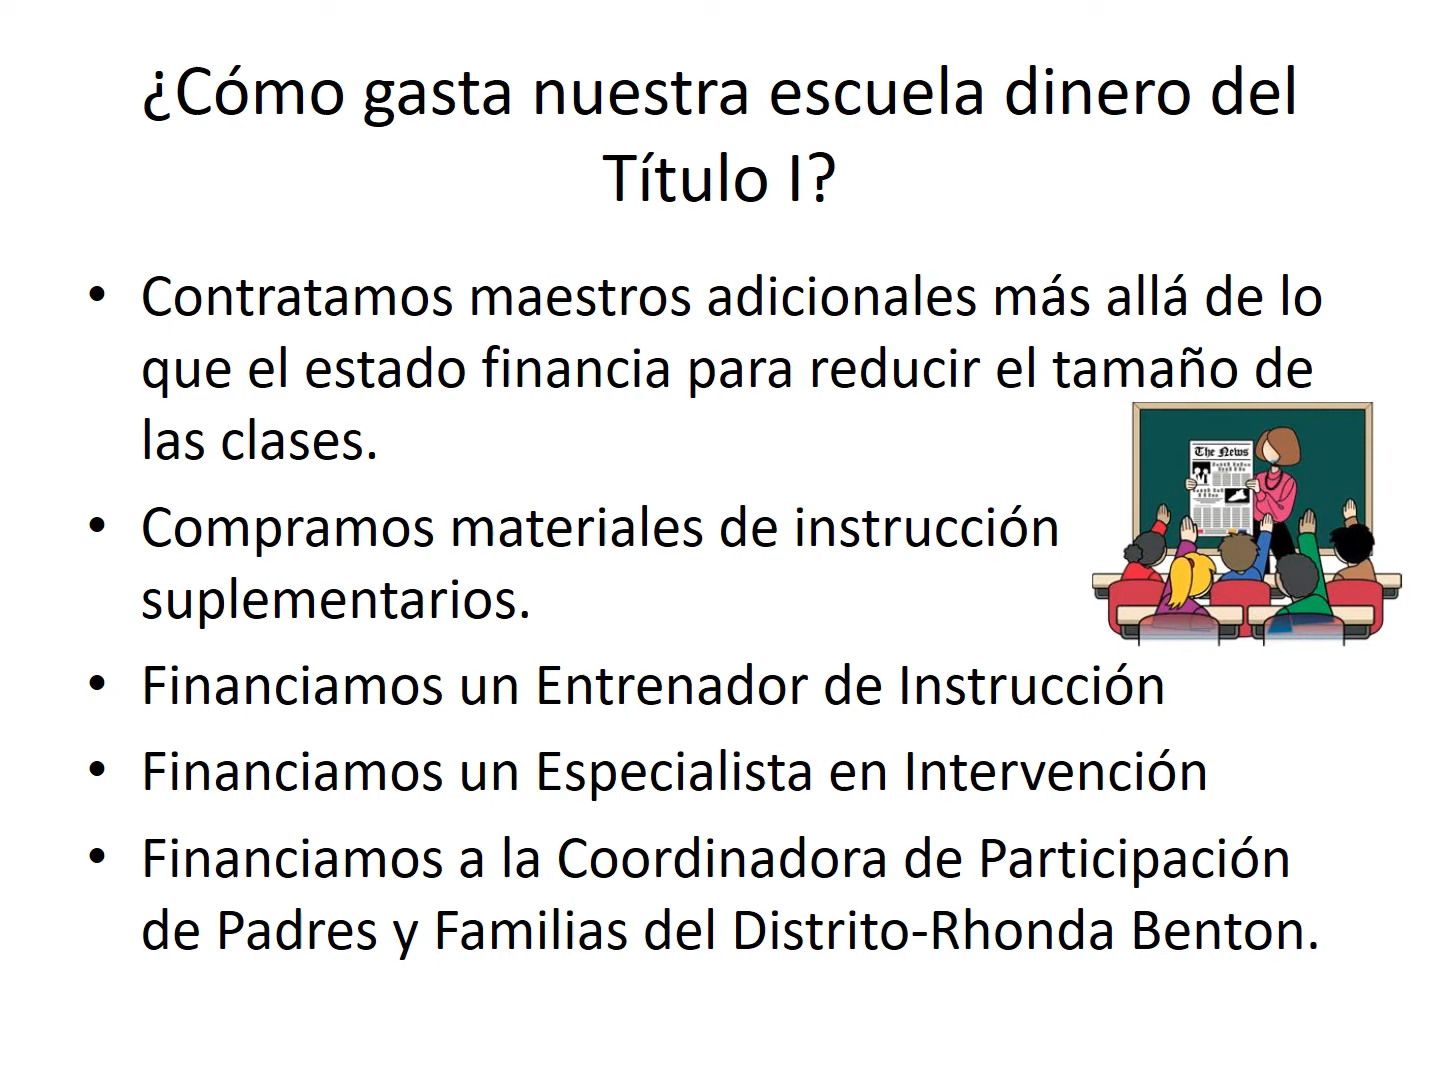 ¿Cómo gasta nuestra escuela dinero del
Título I?
• Contratamos maestros adicionales más allá de lo
que el estado financia para reducir el tamaño de
las clases.
The News
• Compramos materiales de instrucción
suplementarios.
• Financiamos un Entrenador de Instrucción
• Financiamos un Especialista en Intervención
• Financiamos a la Coordinadora de Participación
de Padres y Familias del Distrito-Rhonda Benton.